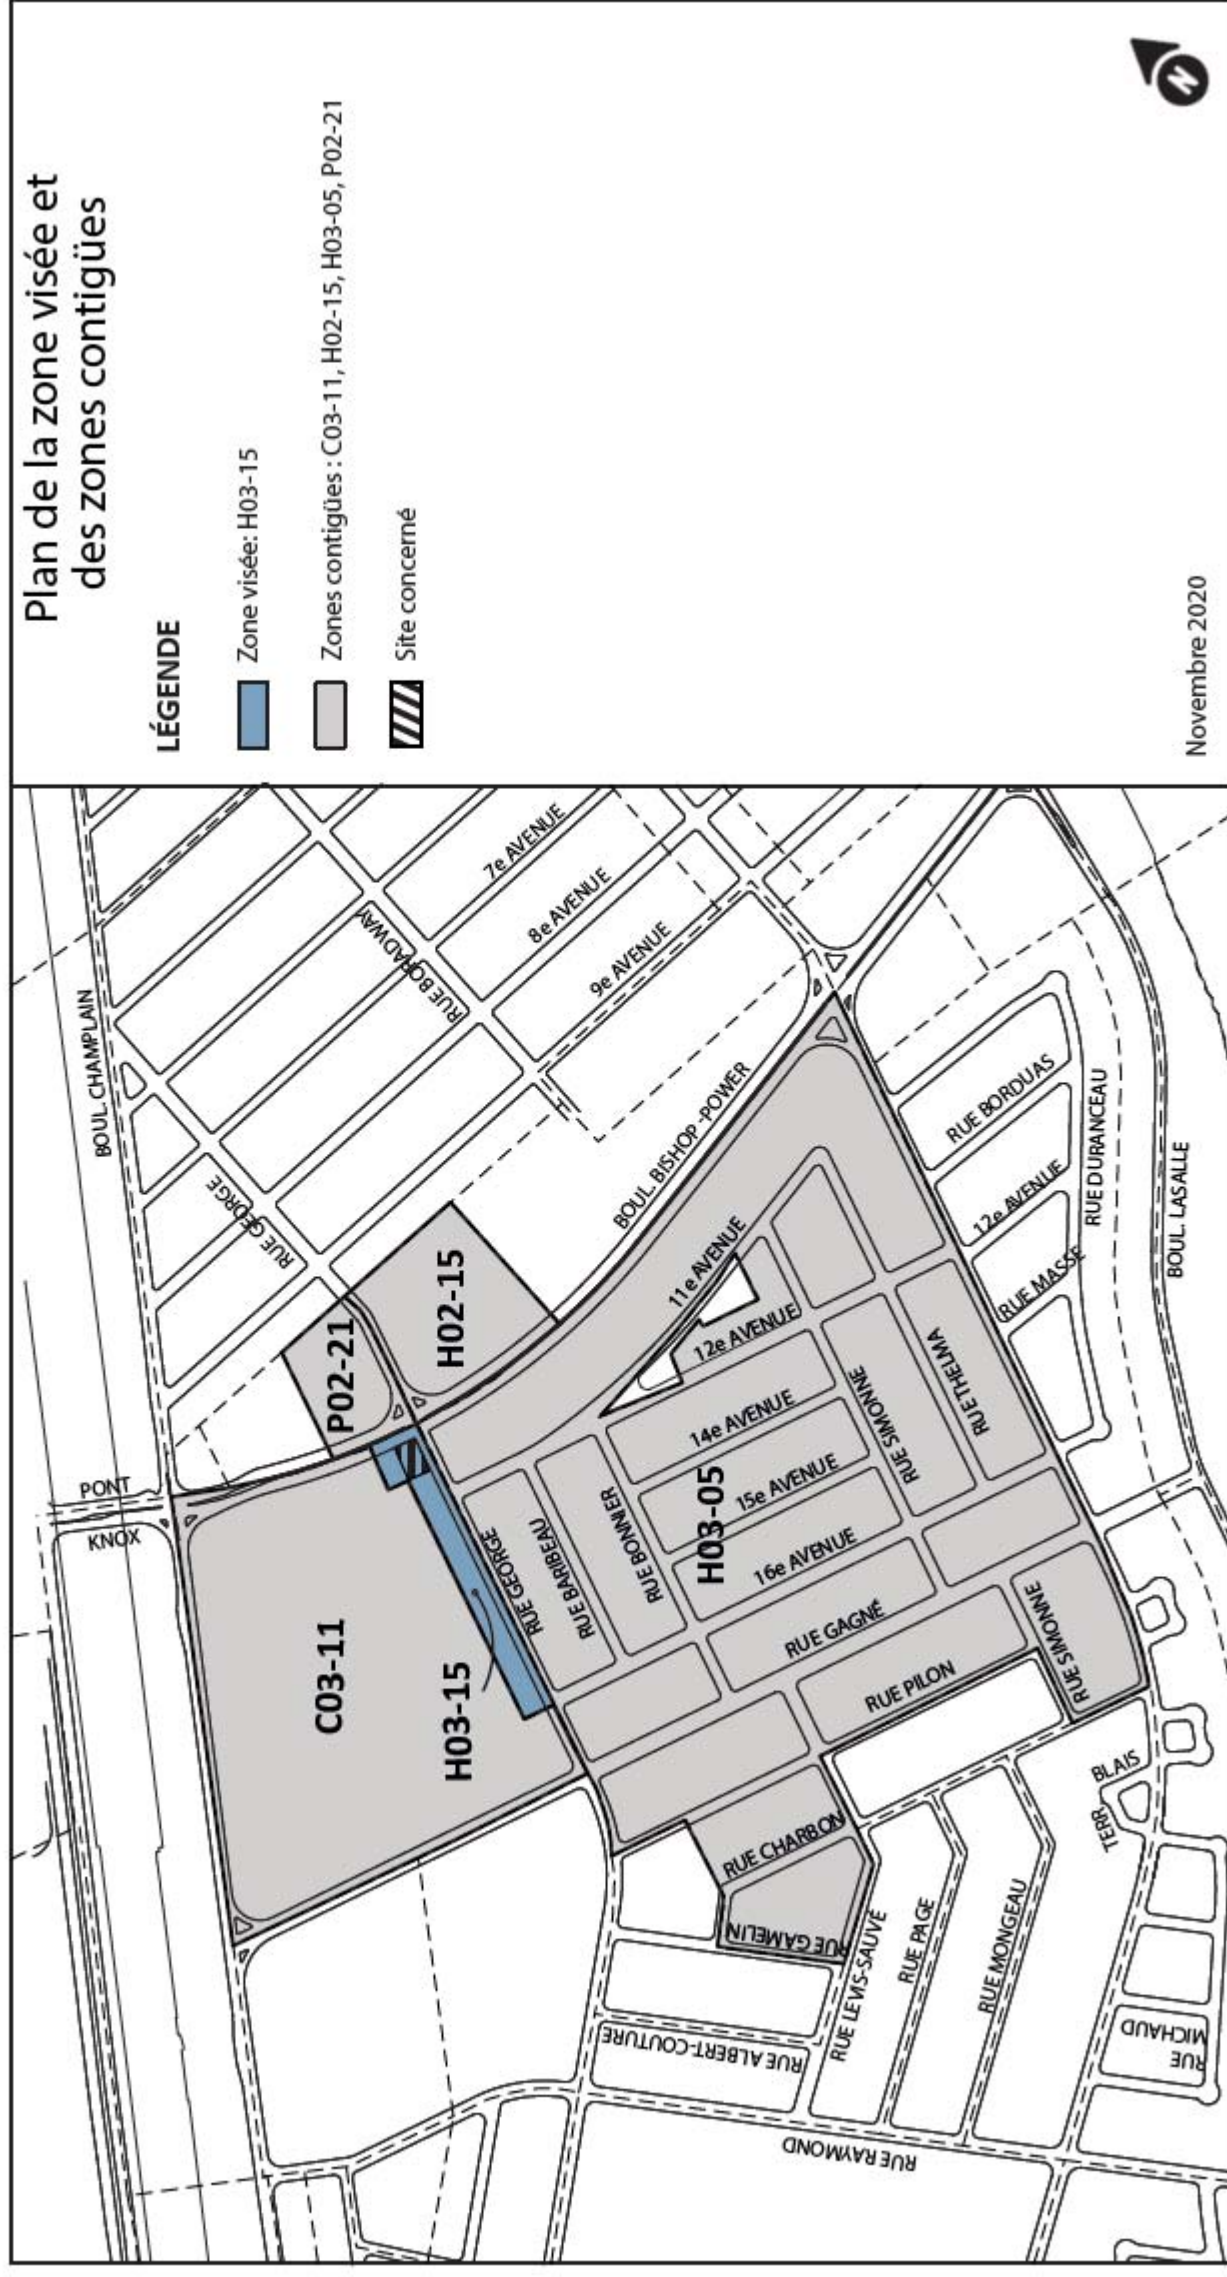 Plan de la zone visée et
des zones contigües
LÉGENDE
Zone visée: H03-15
Zones contigües : C03-11, H02-15, H03-05, P02-21
Site concerné
Novembre 2020
N
BOUL. CHAMPLAIN
PONT
KNOX
RUE BORADWAY
7e AVENUE
8e AVENUE
9e AVENUE
RUE GEORGE
P02-21
H02-15
BOUL. BISHOP-POWER
C03-11
H03-15
RUE GEORGE
RUE BARIBEAU
RUE BONNIER
H03-05
11e AVENUE
12e AVENUE
14e AVENUE
15e AVENUE
16e AVENUE
RUE GAGNÉ
RUE PILON
RUE SIMONNE
RUE THELMA
RUE SIMONNE
RUE BORDUAS
12e AVENUE
RUE MASSE
RUE DURANCEAU
BOUL. LASALLE
RUE CHARBON
RUE GAMELIN
RUE LEVIS-SAUVÉ
RUE PAGE
RUE MONGEAU
TERR
BLAIS
RUE ALBERT-COUTURE
RUE RAYMOND
RUE
MICHAUD